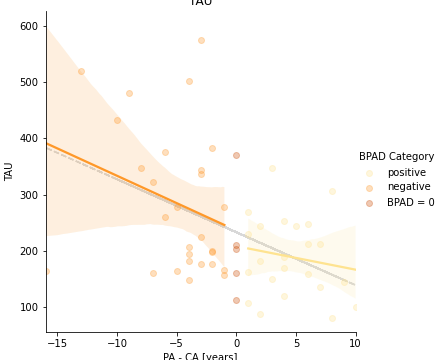 TAU
600
500
400
300
200
100
TAU
−15
−10
−5
0
5
10
PA - CA [years]
BPAD Category
positive
negative
BPAD = 0